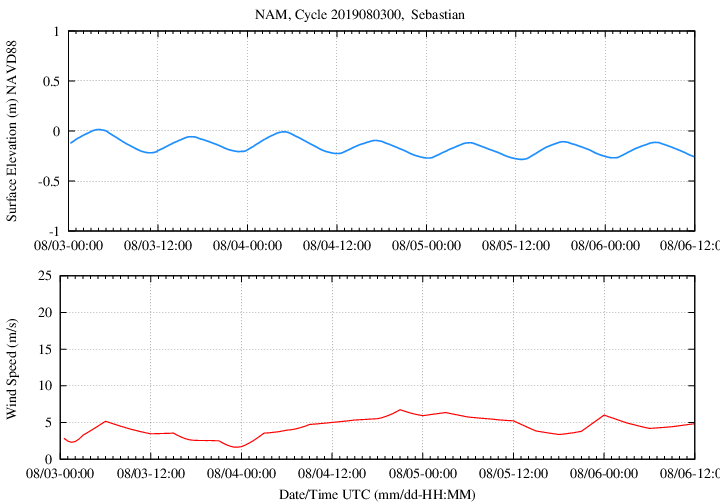 NAM, Cycle 2019080300, Sebastian
Surface Elevation (m) NAVD88
1
0.5
0
-0.5
-1
08/03-00:00 08/03-12:00 08/04-00:00 08/04-12:00 08/05-00:00 08/05-12:00 08/06-00:00 08/06-12:0
Wind Speed (m/s)
25
20
15
10
5
0
08/03-00:00 08/03-12:00 08/04-00:00 08/04-12:00 08/05-00:00 08/05-12:00 08/06-00:00 08/06-12:0
Date/Time UTC (mm/dd-HH:MM)